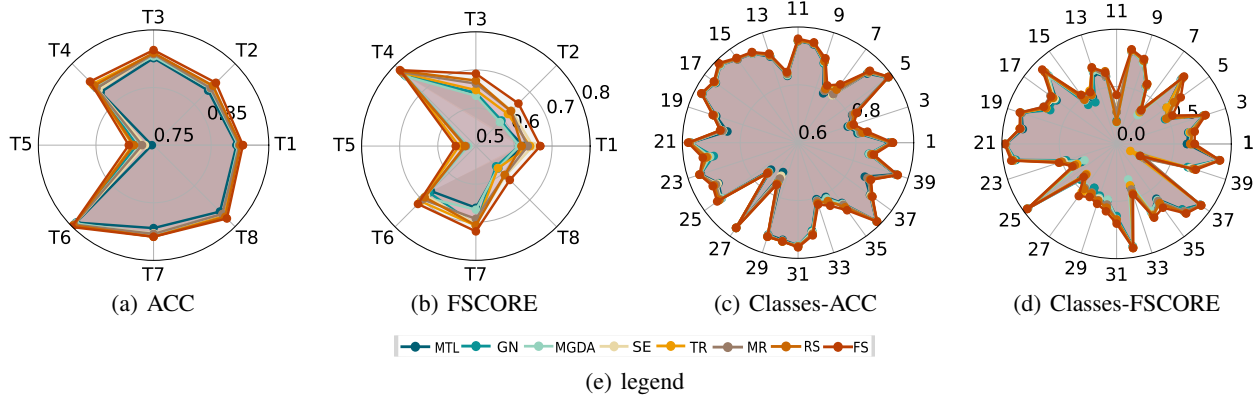 T3
T4
T2
0.85
0.75
T5
T1
T6
T8
T7
(a) ACC
T3
T4
T2
0.8
0.7
0.6
0.5
T5
T1
T6
T8
T7
(b) FSCORE
11
13
9
15
7
17
5
19
0.8
3
21
0.6
1
23
39
25
37
27
35
29
33
31
(c) Classes-ACC
11
13
9
15
7
17
5
19
0.5
3
21
0.0
1
23
39
25
37
27
35
29
33
31
(d) Classes-FSCORE
MTL GN MGDA SE TR MR RS FS
(e) legend